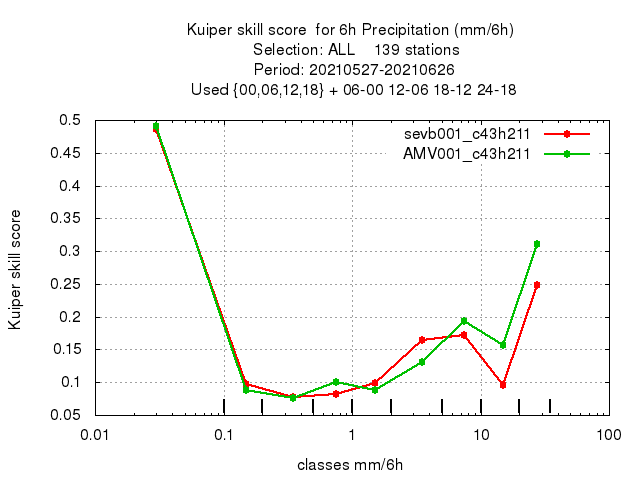 Kuiper skill score  for 6h Precipitation (mm/6h)
Selection: ALL    139 stations
Period: 20210527-20210626
Used {00,06,12,18} + 06-00 12-06 18-12 24-18
sevb001_c43h211
AMV001_c43h211
Kuiper skill score
0.5
0.45
0.4
0.35
0.3
0.25
0.2
0.15
0.1
0.05
0.01
0.1
1
10
100
classes mm/6h